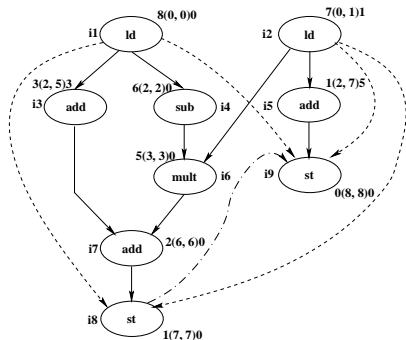 i1 ld 8(0, 0)0
i2 ld 7(0, 1)1
3(2, 5)3
i3 add
6(2, 2)0
sub i4
1(2, 7)5
i5 add
5(3, 3)0
mult i6
i9 st
0(8, 8)0
i7 add 2(6, 6)0
i8 st
1(7, 7)0